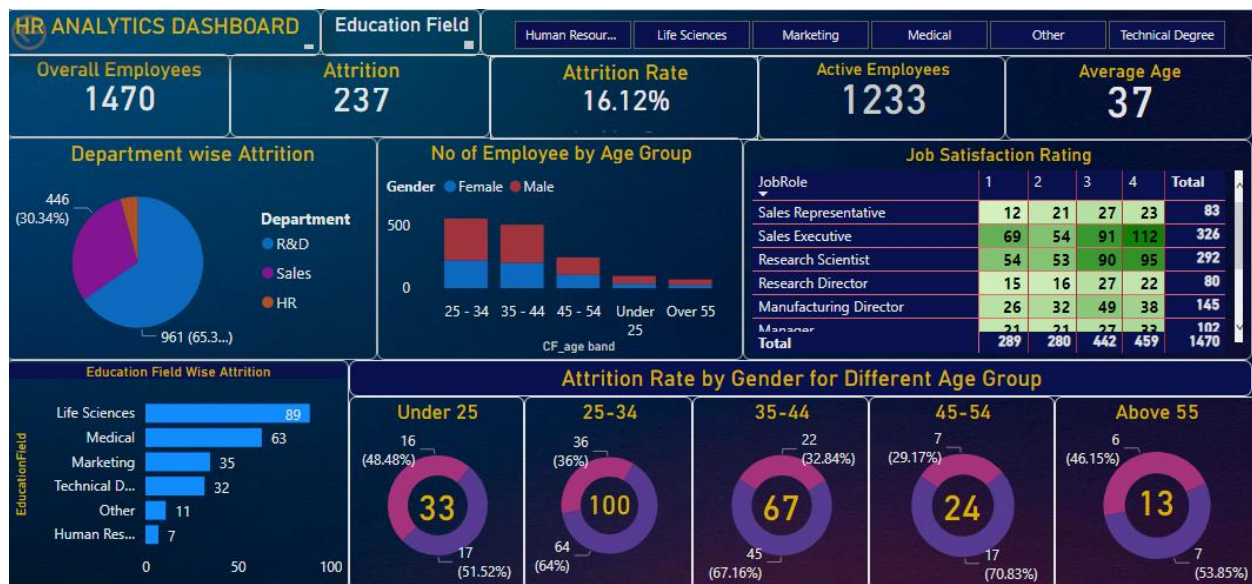 HR ANALYTICS DASHBOARD
Education Field
Human Resour...
Life Sciences
Marketing
Medical
Other
Technical Degree
Overall Employees
1470
Attrition
237
Attrition Rate
16.12%
Active Employees
1233
Average Age
37
Department wise Attrition
446
(30.34%)
961 (65.3...)
Department
R&D
Sales
HR
No of Employee by Age Group
Gender Female Male
500
0
25 - 34 35 - 44 45 - 54 Under Over 55
25
CF_age band
Job Satisfaction Rating
JobRole 1 2 3 4 Total
Sales Representative 12 21 27 23 83
Sales Executive 69 54 91 112 326
Research Scientist 54 53 90 95 292
Research Director 15 16 27 22 80
Manufacturing Director 26 32 49 38 145
Manager 21 21 27 33 102
Total 289 280 442 459 1470
Education Field Wise Attrition
EducationField
Life Sciences 89
Medical 63
Marketing 35
Technical D... 32
Other 11
Human Res... 7
0 50 100
Attrition Rate by Gender for Different Age Group
Under 25
16
(48.48%)
33
17
(51.52%)
25-34
36
(36%)
100
64
(64%)
35-44
22
(32.84%)
67
45
(67.16%)
45-54
7
(29.17%)
24
17
(70.83%)
Above 55
6
(46.15%)
13
7
(53.85%)